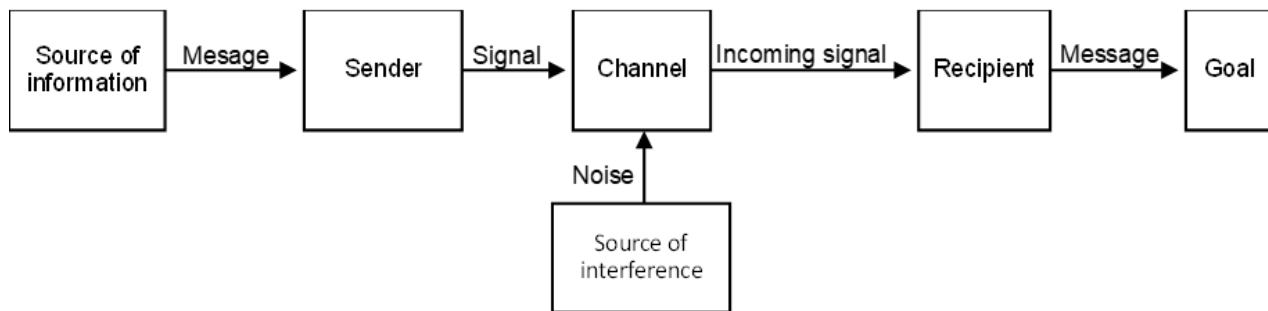 Source of
information
Mesage
Sender
Signal
Channel
Incoming signal
Recipient
Message
Goal
Noise
Source of
interference